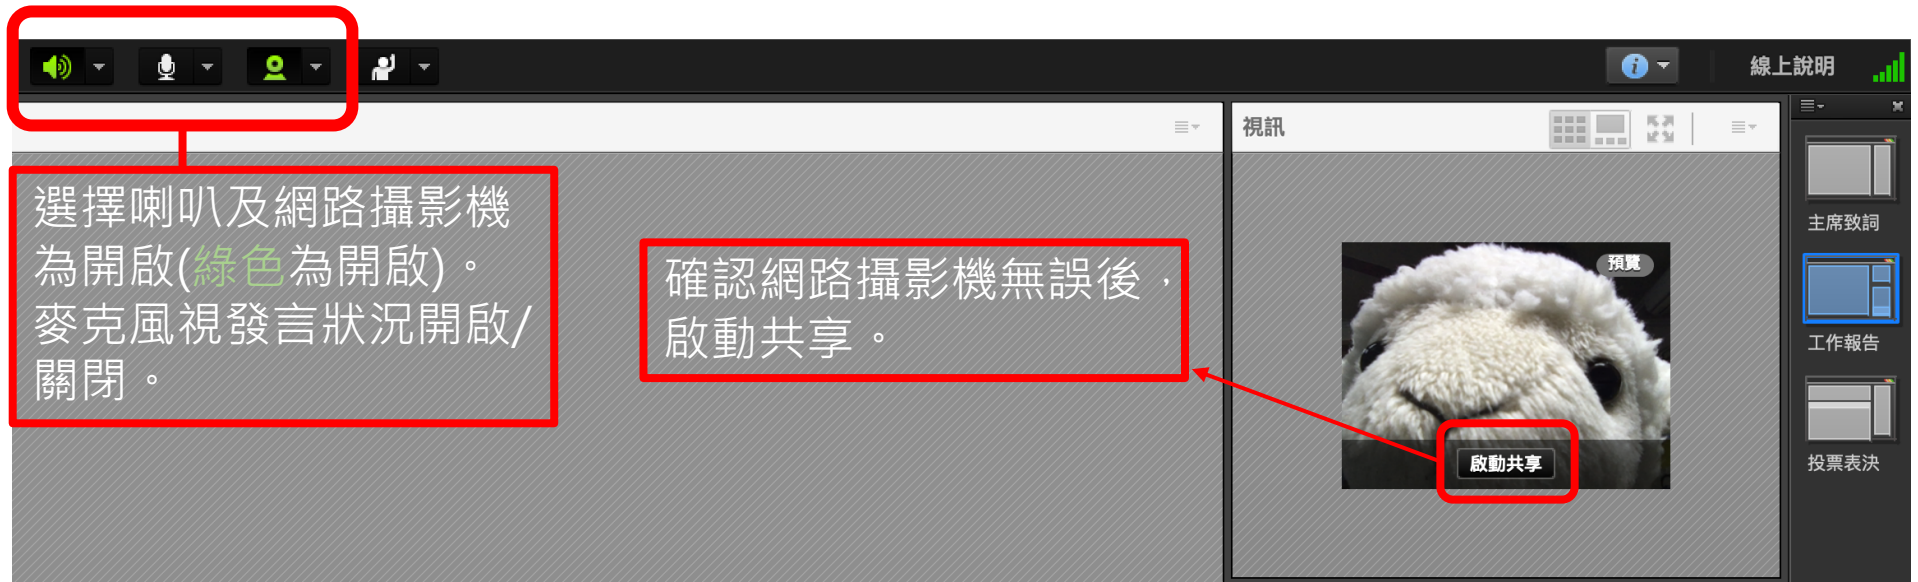 線上說明
視訊
選擇喇叭及網路攝影機
為開啟(綠色為開啟)。
麥克風視發言狀況開啟/
關閉。
確認網路攝影機無誤後，
啟動共享。
預覽
啟動共享
主席致詞
工作報告
投票表決